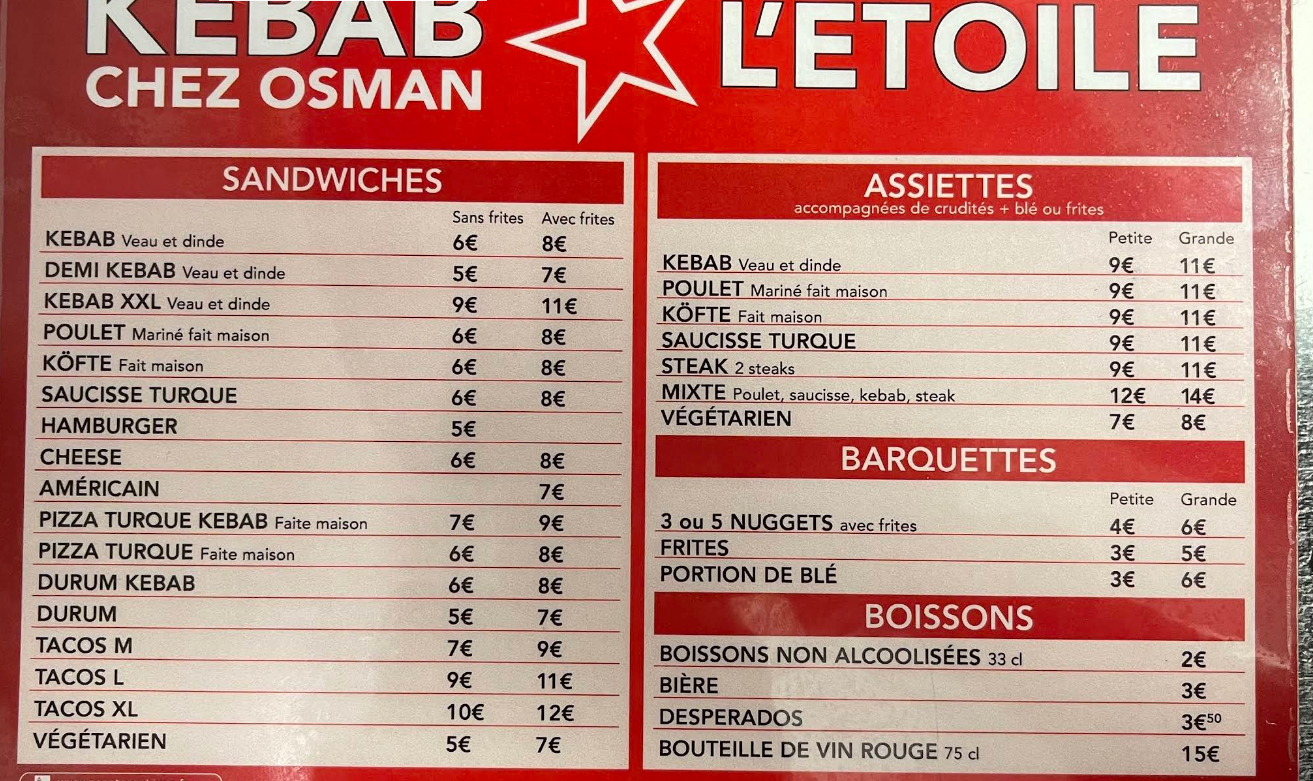 KEBAB
CHEZ OSMAN
L'ETOILE
SANDWICHES
Sans frites Avec frites
KEBAB Veau et dinde 6€ 8€
DEMI KEBAB Veau et dinde 5€ 7€
KEBAB XXL Veau et dinde 9€ 11€
POULET Mariné fait maison 6€ 8€
KÖFTE Fait maison 6€ 8€
SAUCISSE TURQUE 6€ 8€
HAMBURGER 5€
CHEESE 6€ 8€
AMÉRICAIN 7€
PIZZA TURQUE KEBAB Faite maison 7€ 9€
PIZZA TURQUE Faite maison 6€ 8€
DURUM KEBAB 6€ 8€
DURUM 5€ 7€
TACOS M 7€ 9€
TACOS L 9€ 11€
TACOS XL 10€ 12€
VÉGÉTARIEN 5€ 7€
ASSIETTES
accompagnées de crudités + blé ou frites
Petite Grande
KEBAB Veau et dinde 9€ 11€
POULET Mariné fait maison 9€ 11€
KÖFTE Fait maison 9€ 11€
SAUCISSE TURQUE 9€ 11€
STEAK 2 steaks 9€ 11€
MIXTE Poulet, saucisse, kebab, steak 12€ 14€
VÉGÉTARIEN 7€ 8€
BARQUETTES
Petite Grande
3 ou 5 NUGGETS avec frites 4€ 6€
FRITES 3€ 5€
PORTION DE BLÉ 3€ 6€
BOISSONS
BOISSONS NON ALCOOLISÉES 33 cl 2€
BIÈRE 3€
DESPERADOS 3€50
BOUTEILLE DE VIN ROUGE 75 cl 15€